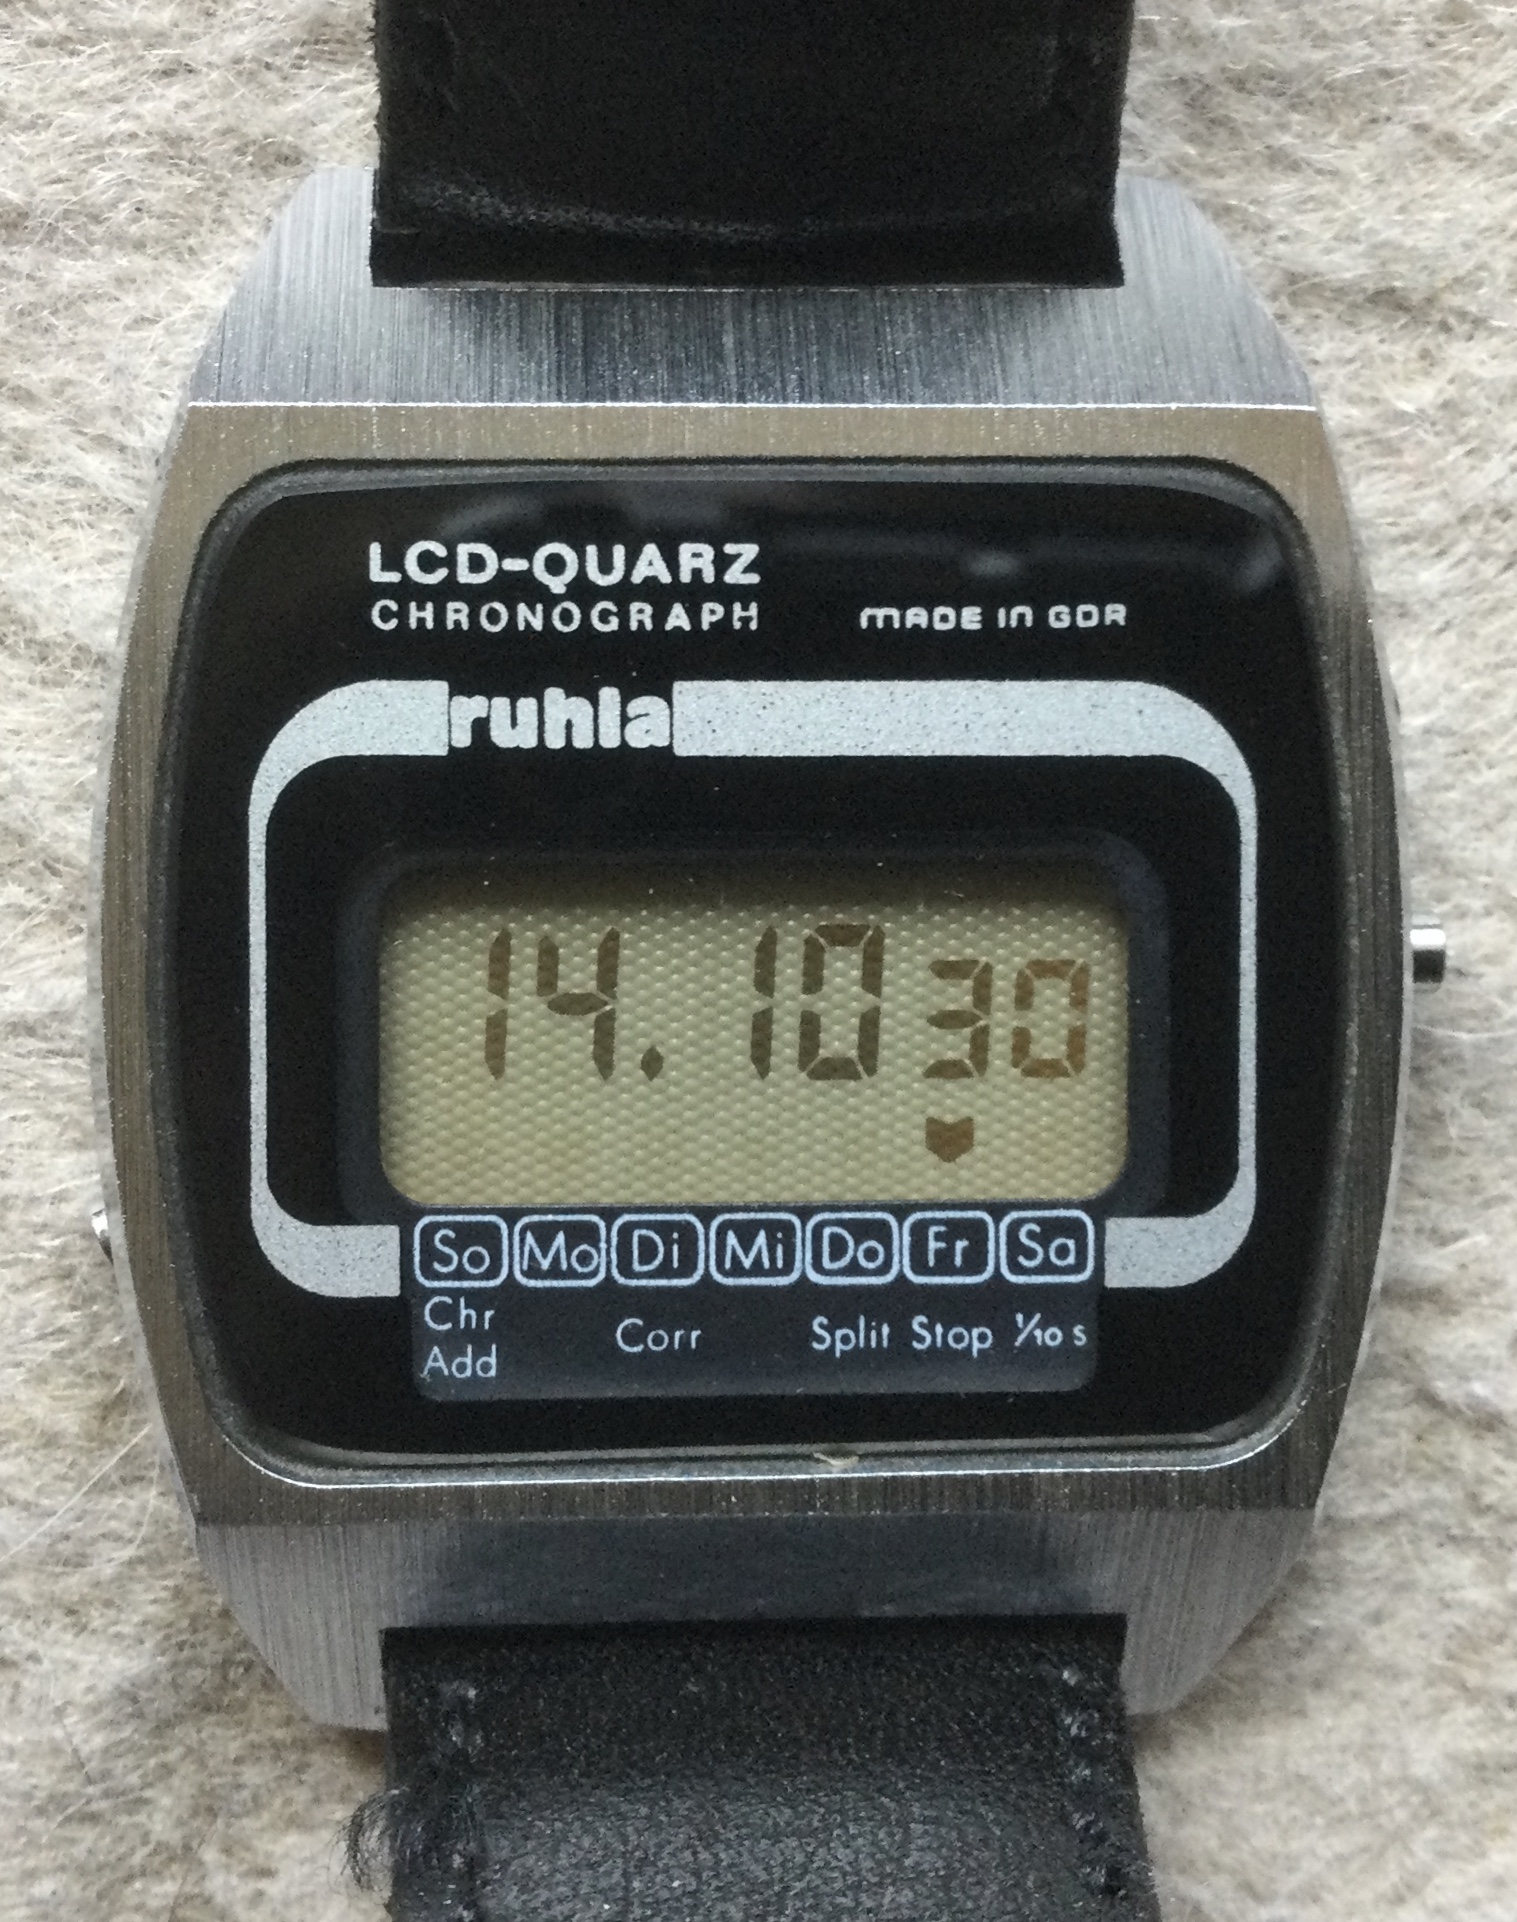 LCD-QUARZ
CHRONOGRAPH MADE IN GDR
ruhla
14. 10 30
So Mo Di Mi Do Fr Sa
Chr
Add Corr Split Stop 1/10 s